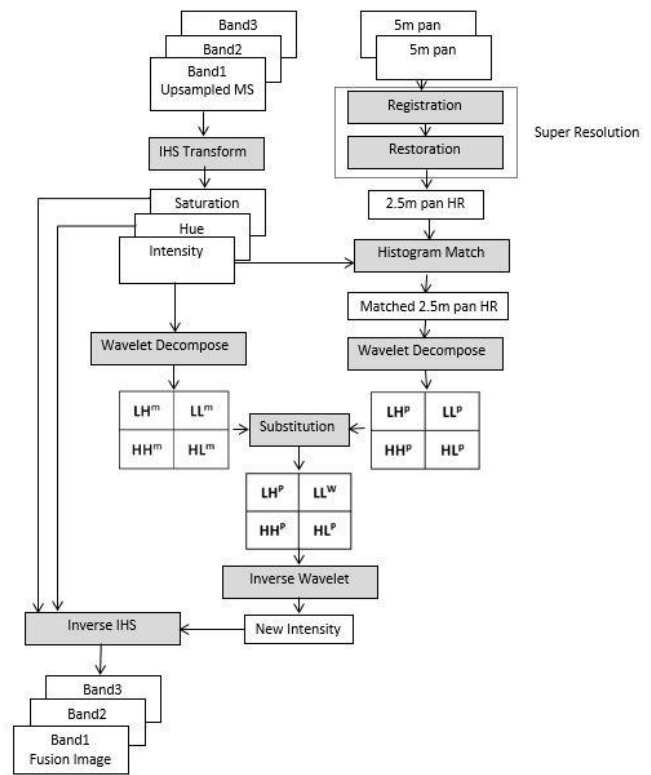 Band3
Band2
Band1
Upsampled MS
5m pan
5m pan
Registration
Restoration
Super Resolution
IHS Transform
Saturation
Hue
Intensity
2.5m pan HR
Histogram Match
Matched 2.5m pan HR
Wavelet Decompose
Wavelet Decompose
LHᵐ LLᵐ
HHᵐ HLᵐ
Substitution
LHᵖ LLᵖ
HHᵖ HLᵖ
LHᴾ LLᵂ
HHᴾ HLᴾ
Inverse Wavelet
New Intensity
Inverse IHS
Band3
Band2
Band1
Fusion Image